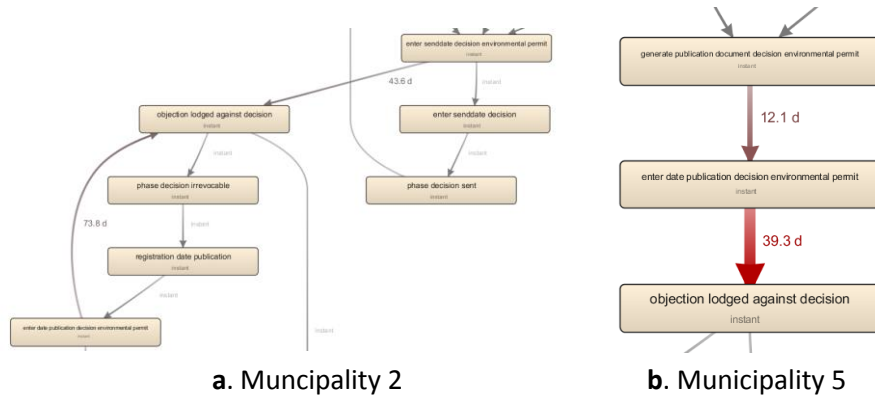 enter senddate decision environmental permit
instant
43.6 d
instant
objection lodged against decision
instant
enter senddate decision
instant
instant
instant
phase decision irrevocable
instant
phase decision sent
instant
73.8 d
instant
registration date publication
instant
instant
enter date publication decision environmental permit
instant
instant
a. Muncipality 2
generate publication document decision environmental permit
instant
12.1 d
enter date publication decision environmental permit
instant
39.3 d
objection lodged against decision
instant
b. Municipality 5